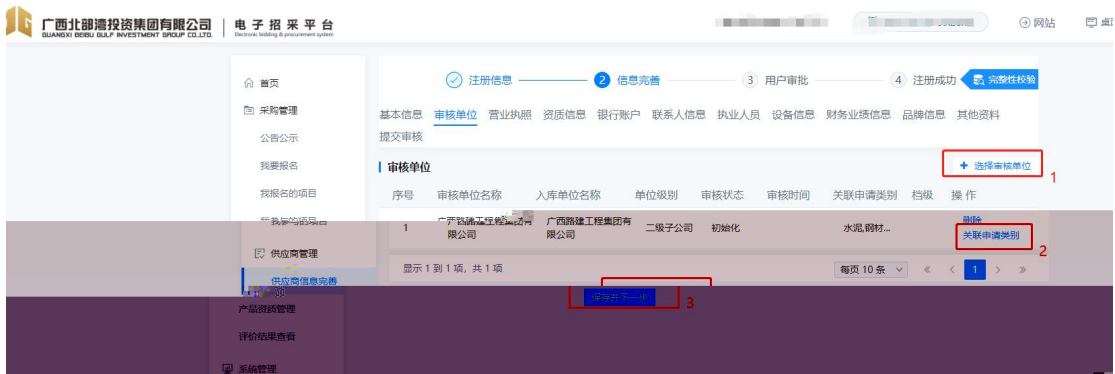 广西北部湾投资集团有限公司
GUANGXI BEIBU GULF INVESTMENT GROUP CO.,LTD.
电子招采平台
Electronic bidding & procurement system
网站
首页
采购管理
公告公示
我要报名
我报名的项目
供应商管理
供应商信息完善
产品资质管理
评价结果查看
系统管理
注册信息
2 信息完善
3 用户审批
4 注册成功
完整性校验
基本信息 审核单位 营业执照 资质信息 银行账户 联系人信息 执业人员 设备信息 财务业绩信息 品牌信息 其他资料
提交审核
审核单位
+ 选择审核单位
1
序号 审核单位名称 入库单位名称 单位级别 审核状态 审核时间 关联申请类别 档级 操作
1 广西路建工程集团有限公司 广西路建工程集团有限公司 二级子公司 初始化 水泥,钢材... 删除
关联申请类别
2
显示 1 到 1 项, 共 1 项
每页 10 条 « < 1 > »
保存并下一步
3